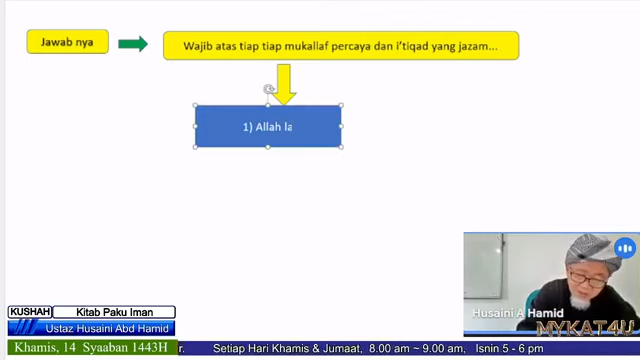 Jawab nya
Wajib atas tiap tiap mukallaf percaya dan i'tiqad yang jazam...
1) Allah la
Husaini A Hamid
MYKAT4U
KUSHAH
Kitab Paku Iman
Ustaz Husaini Abd Hamid
Khamis, 14 Syaaban 1443H
r. Setiap Hari Khamis & Jumaat, 8.00 am ~ 9.00 am, Isnin 5 - 6 pm